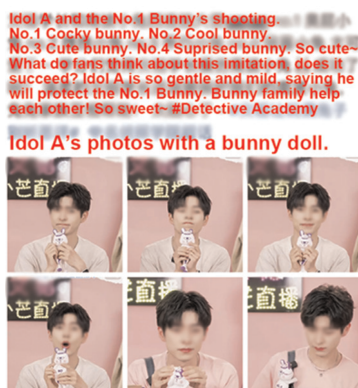 Idol A and the No.1 Bunny's shooting.
No.1 Cocky bunny. No.2 Cool bunny.
No.3 Cute bunny. No.4 Suprised bunny. So cute~
What do fans think about this imitation, does it
succeed? Idol A is so gentle and mild, saying he
will protect the No.1 Bunny. Bunny family help
each other! So sweet~ #Detective Academy
Idol A's photos with a bunny doll.
芒直
芒直
芒直
芒直
直播
直播